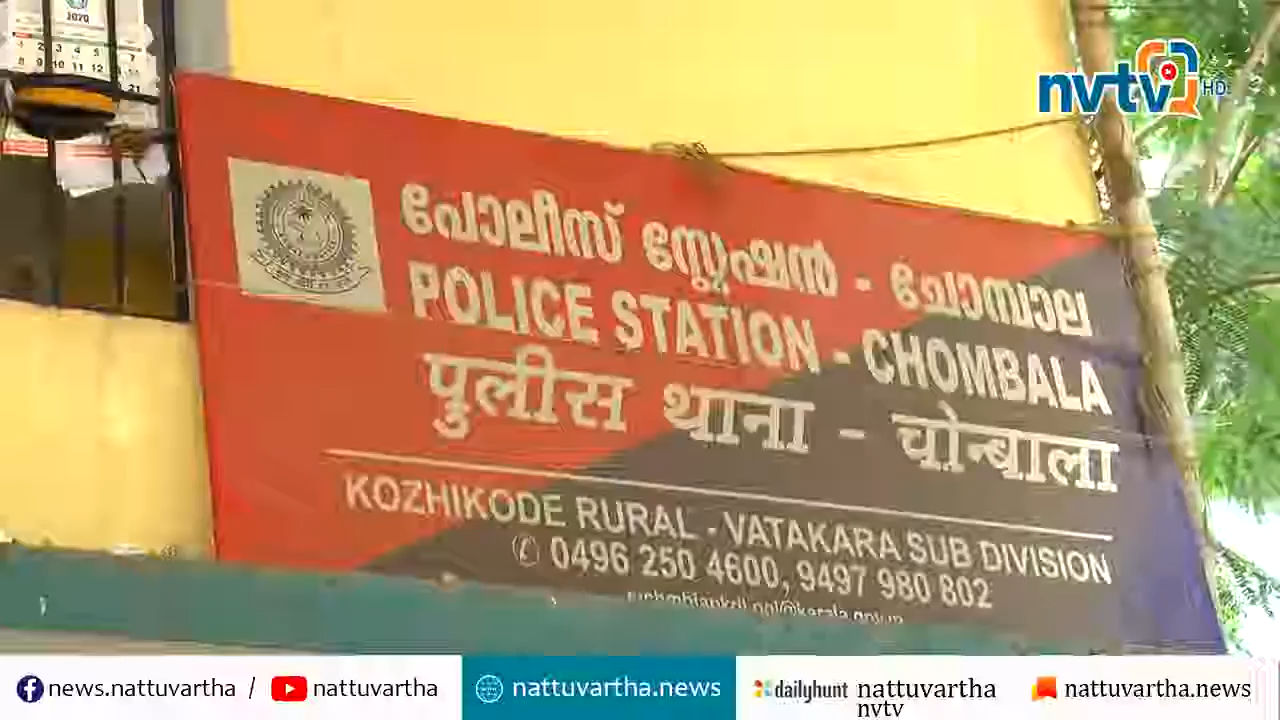 2020
nvtv HD
പോലീസ് സ്റ്റേഷൻ - ചോമ്പാല
POLICE STATION - CHOMBALA
पुलीस थाना - चोन्बाला
KOZHIKODE RURAL - VATAKARA SUB DIVISION
✆ 0496 250 4600, 9497 980 802
news.nattuvartha / nattuvartha
nattuvartha.news
dailyhunt nattuvartha
nvtv
nattuvartha.news